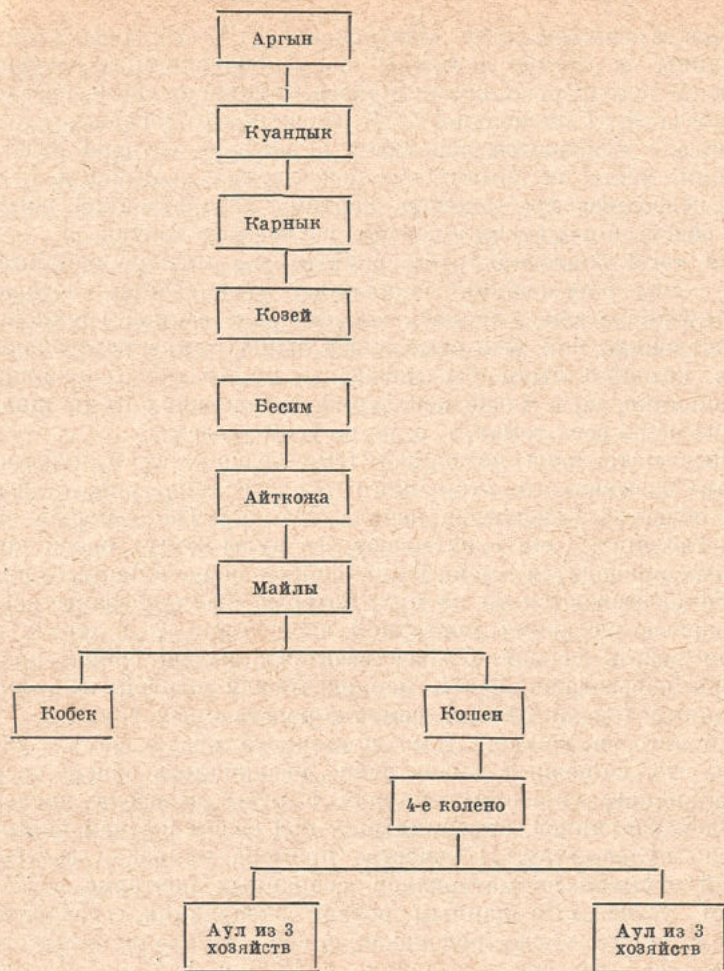 Аргын
Куандык
Карнык
Козей
Бесим
Айткожа
Майлы
Кобек
Кошен
4-е колено
Аул из 3
хозяйств
Аул из 3
хозяйств